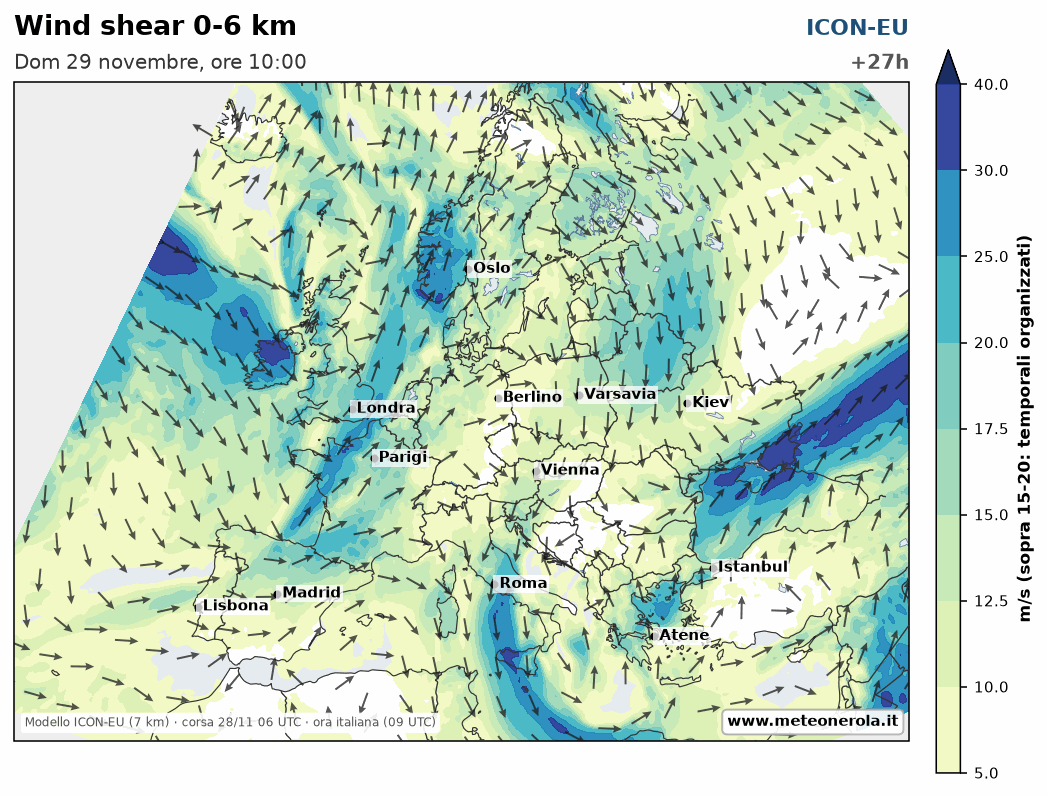 Wind shear 0-6 km
ICON-EU
Dom 29 novembre, ore 10:00
+27h
40.0
30.0
25.0
20.0
17.5
15.0
12.5
10.0
5.0
m/s (sopra 15-20: temporali organizzati)
Oslo
Berlino
Varsavia
Kiev
Londra
Parigi
Vienna
Istanbul
Roma
Madrid
Lisbona
Atene
Modello ICON-EU (7 km) · corsa 28/11 06 UTC · ora italiana (09 UTC)
www.meteonerola.it